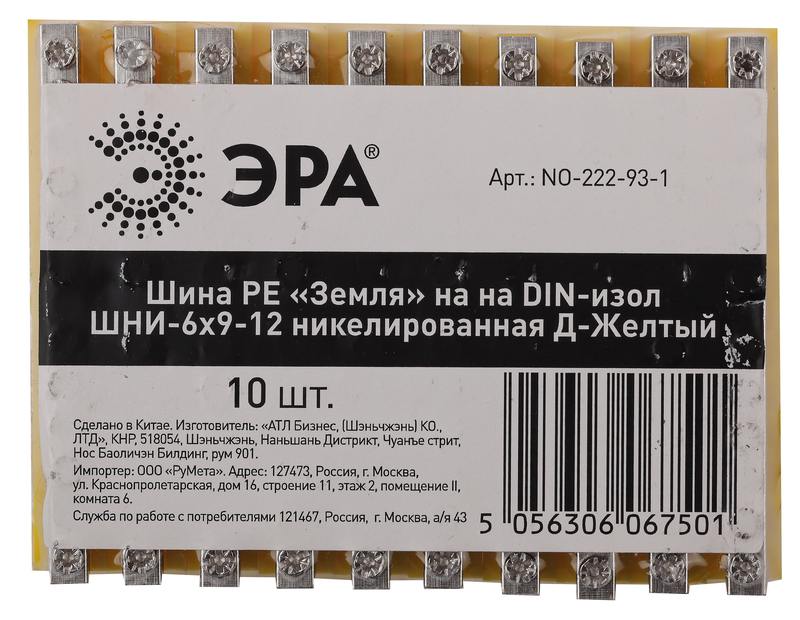 ЭРА®
Арт.: NO-222-93-1
Шина PE «Земля» на на DIN-изол
ШНИ-6х9-12 никелированная Д-Желтый
10 шт.
Сделано в Китае. Изготовитель: «АТЛ Бизнес, (Шэньчжэнь) КО.,
ЛТД», КНР, 518054, Шэньчжэнь, Наньшань Дистрикт, Чуанъе стрит,
Нос Баоличэн Билдинг, рум 901.
Импортер: ООО «РуМета». Адрес: 127473, Россия, г. Москва,
ул. Краснопролетарская, дом 16, строение 11, этаж 2, помещение II,
комната 6.
Служба по работе с потребителями 121467, Россия, г. Москва, а/я 43
5 056306 067501